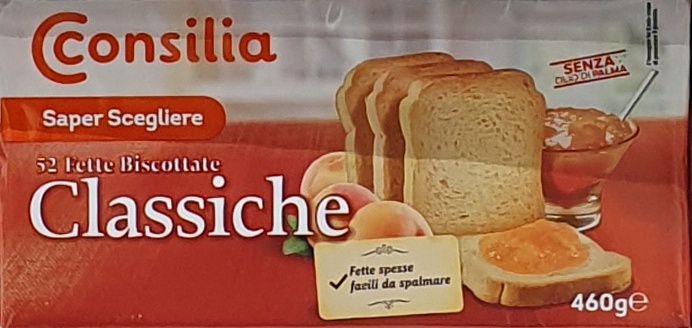 Consilia
SENZA
OLIO DI PALMA
Saper Scegliere
52 Fette Biscottate
Classiche
Fette spesse
facili da spalmare
460g℮